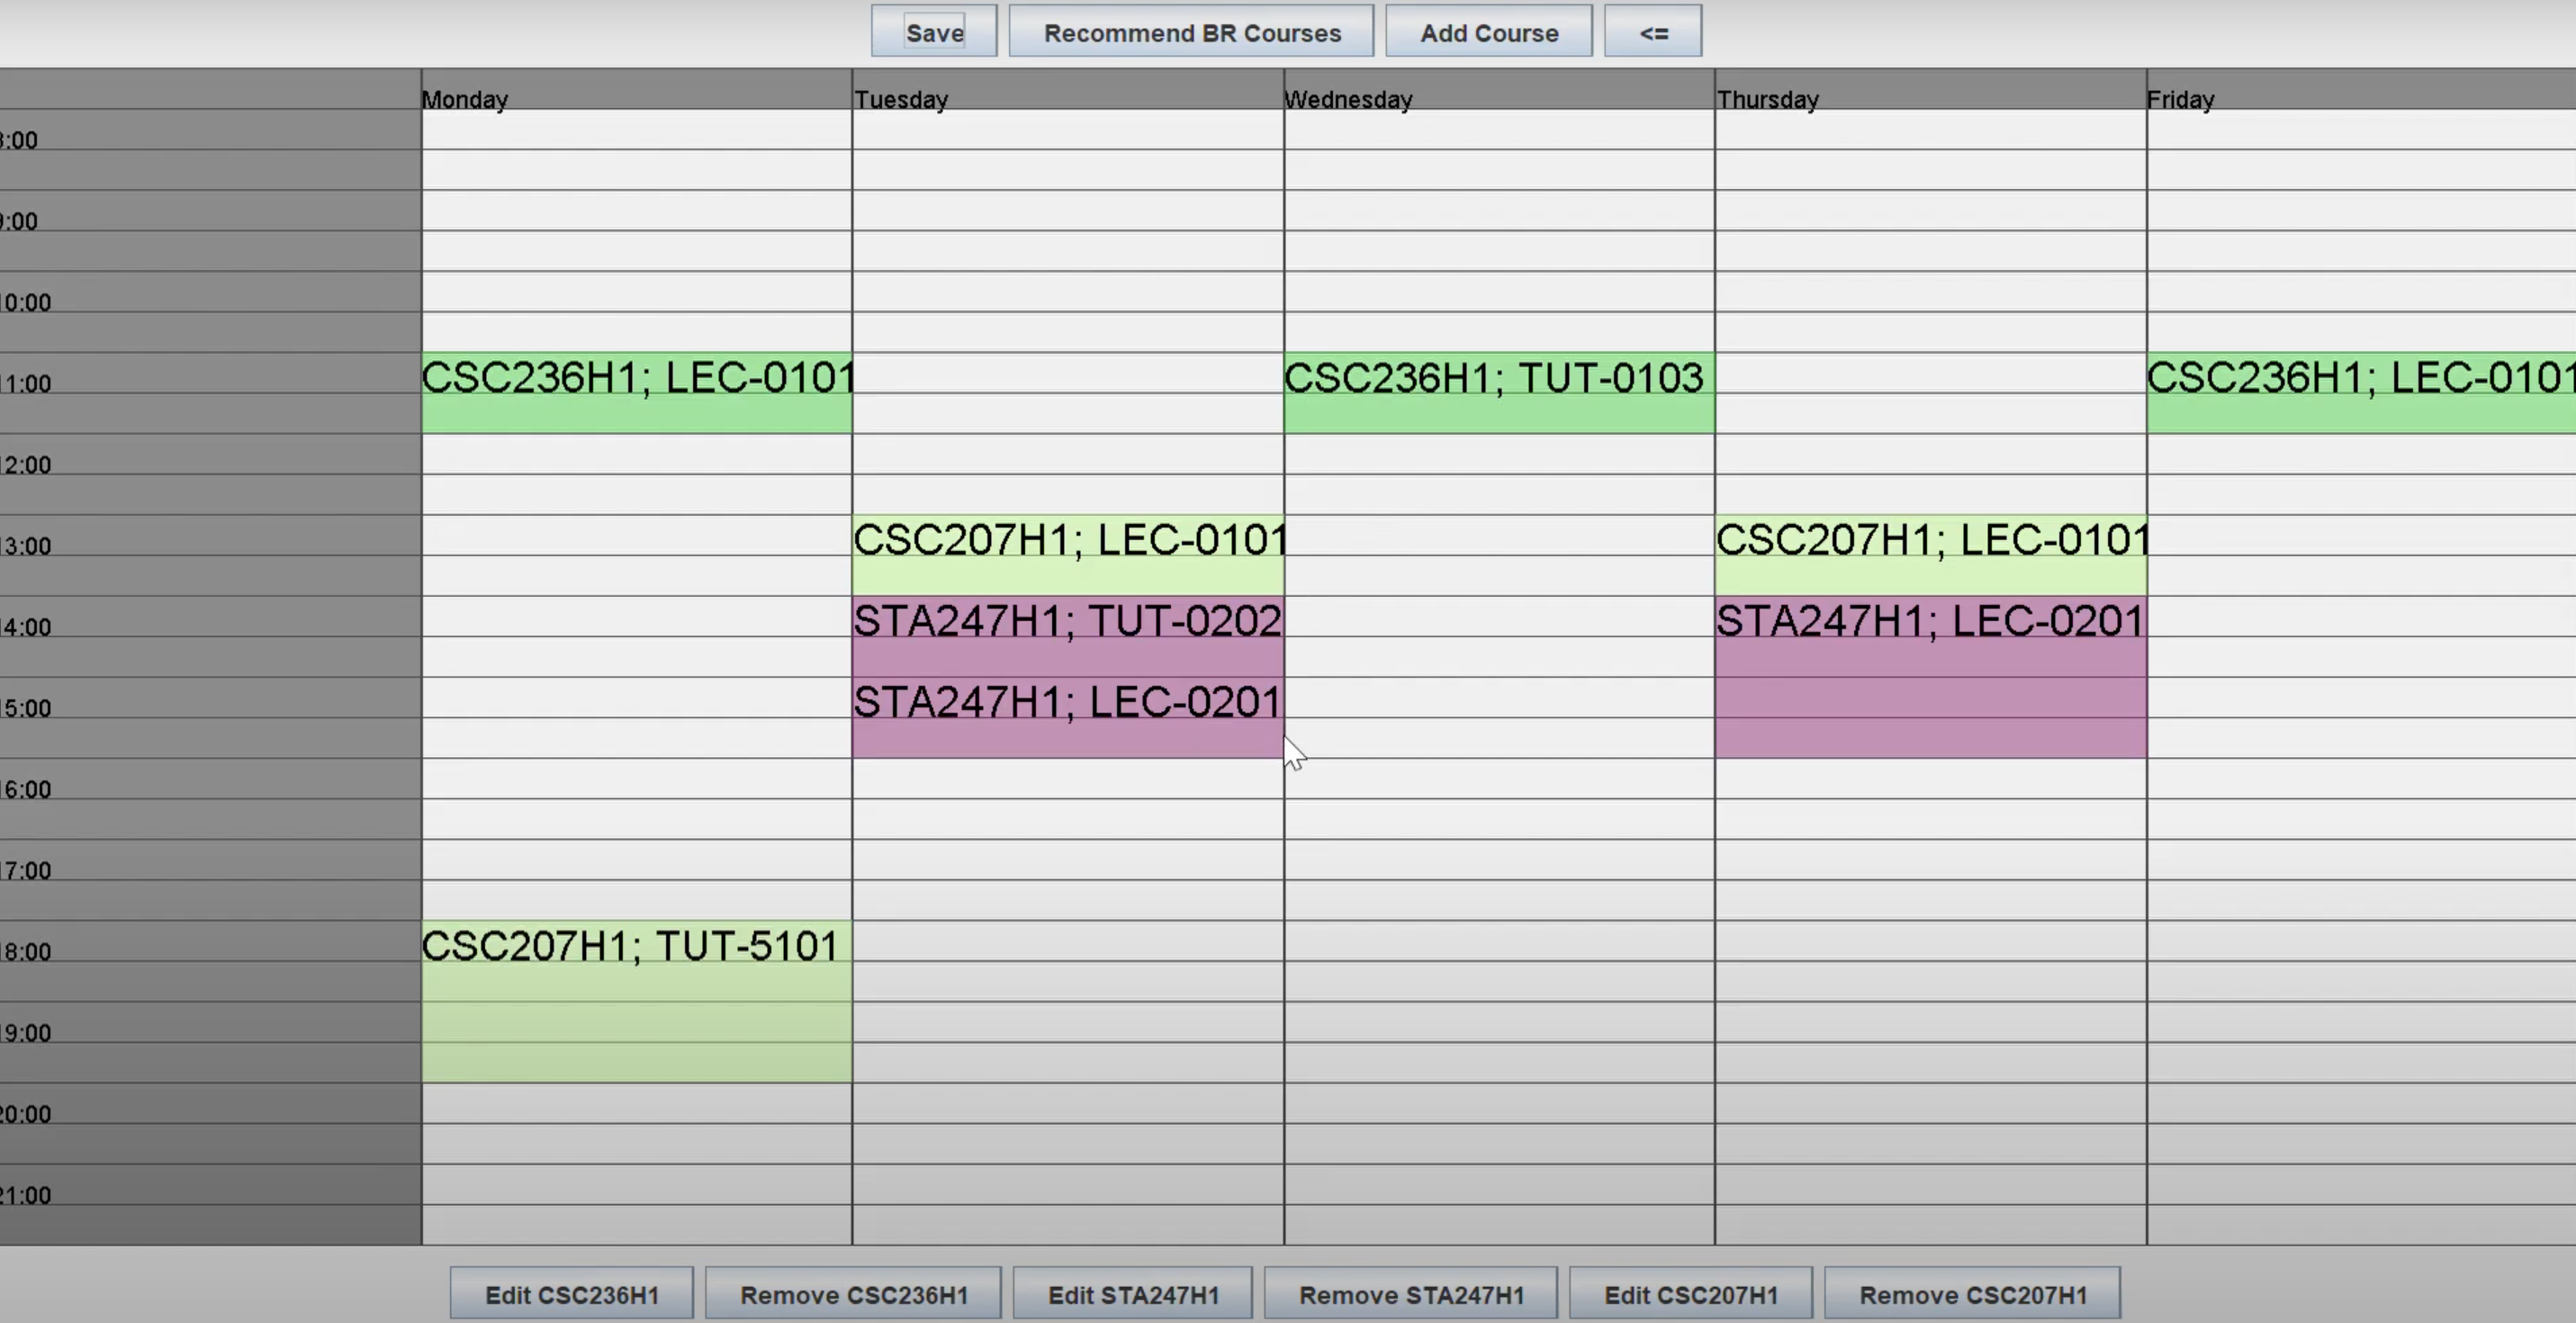 Save Recommend BR Courses Add Course <=
Monday Tuesday Wednesday Thursday Friday
8:00
9:00
10:00
CSC236H1; LEC-0101 CSC236H1; TUT-0103 CSC236H1; LEC-0101
11:00
12:00
CSC207H1; LEC-0101 CSC207H1; LEC-0101
13:00
STA247H1; TUT-0202 STA247H1; LEC-0201
14:00
STA247H1; LEC-0201
15:00
16:00
17:00
CSC207H1; TUT-5101
18:00
19:00
20:00
21:00
Edit CSC236H1 Remove CSC236H1 Edit STA247H1 Remove STA247H1 Edit CSC207H1 Remove CSC207H1